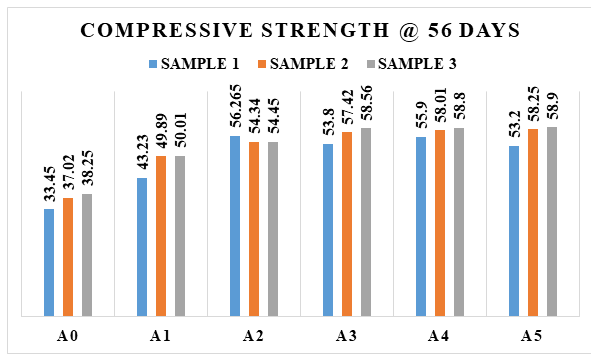 COMPRESSIVE STRENGTH @ 56 DAYS
SAMPLE 1 SAMPLE 2 SAMPLE 3
33.45 37.02 38.25 43.23 49.89 50.01 56.265 54.34 54.45 53.8 57.42 58.56 55.9 58.01 58.8 53.2 58.25 58.9
A0 A1 A2 A3 A4 A5